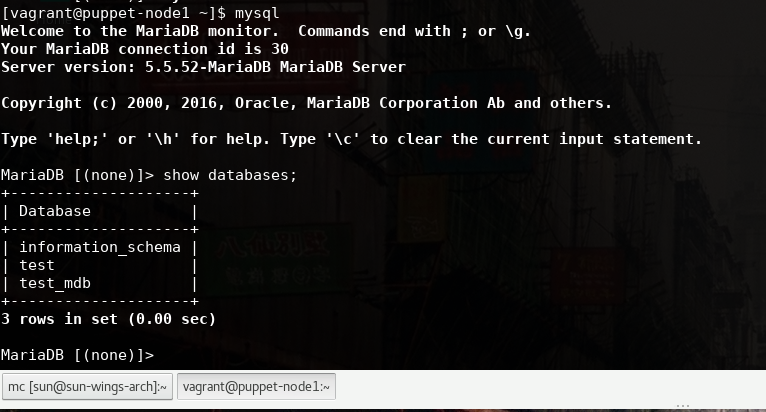 [vagrant@puppet-node1 ~]$ mysql
Welcome to the MariaDB monitor.  Commands end with ; or \g.
Your MariaDB connection id is 30
Server version: 5.5.52-MariaDB MariaDB Server

Copyright (c) 2000, 2016, Oracle, MariaDB Corporation Ab and others.

Type 'help;' or '\h' for help. Type '\c' to clear the current input statement.

MariaDB [(none)]> show databases;
+--------------------+
| Database           |
+--------------------+
| information_schema |
| test               |
| test_mdb           |
+--------------------+
3 rows in set (0.00 sec)

MariaDB [(none)]>
mc [sun@sun-wings-arch]:~
vagrant@puppet-node1:~
...